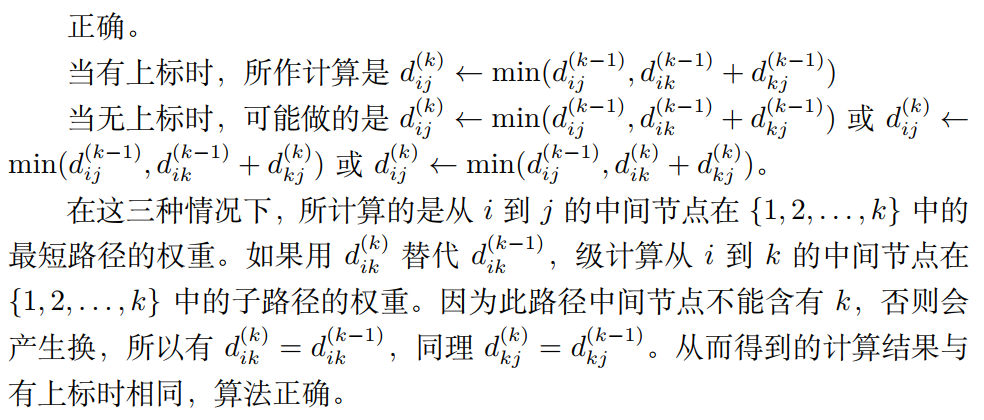 正确。
当有上标时，所作计算是 $d_{ij}^{(k)} \leftarrow \min(d_{ij}^{(k-1)}, d_{ik}^{(k-1)} + d_{kj}^{(k-1)})$
当无上标时，可能做的是 $d_{ij}^{(k)} \leftarrow \min(d_{ij}^{(k-1)}, d_{ik}^{(k-1)} + d_{kj}^{(k-1)})$ 或 $d_{ij}^{(k)} \leftarrow$
$\min(d_{ij}^{(k-1)}, d_{ik}^{(k-1)} + d_{kj}^{(k)})$ 或 $d_{ij}^{(k)} \leftarrow \min(d_{ij}^{(k-1)}, d_{ik}^{(k)} + d_{kj}^{(k)})$。
在这三种情况下，所计算的是从 $i$ 到 $j$ 的中间节点在 $\{1, 2, \ldots, k\}$ 中的
最短路径的权重。如果用 $d_{ik}^{(k)}$ 替代 $d_{ik}^{(k-1)}$，级计算从 $i$ 到 $k$ 的中间节点在
$\{1, 2, \ldots, k\}$ 中的子路径的权重。因为此路径中间节点不能含有 $k$，否则会
产生换，所以有 $d_{ik}^{(k)} = d_{ik}^{(k-1)}$，同理 $d_{kj}^{(k)} = d_{kj}^{(k-1)}$。从而得到的计算结果与
有上标时相同，算法正确。